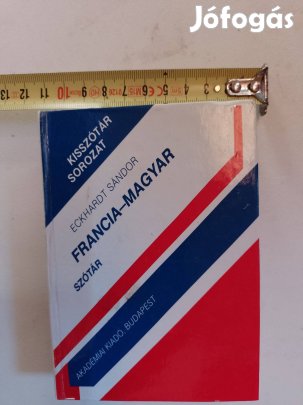 Jófogás
KISSZÓTÁR
SOROZAT
ECKHARDT SÁNDOR
FRANCIA–MAGYAR
SZÓTÁR
AKADÉMIAI KIADÓ, BUDAPEST